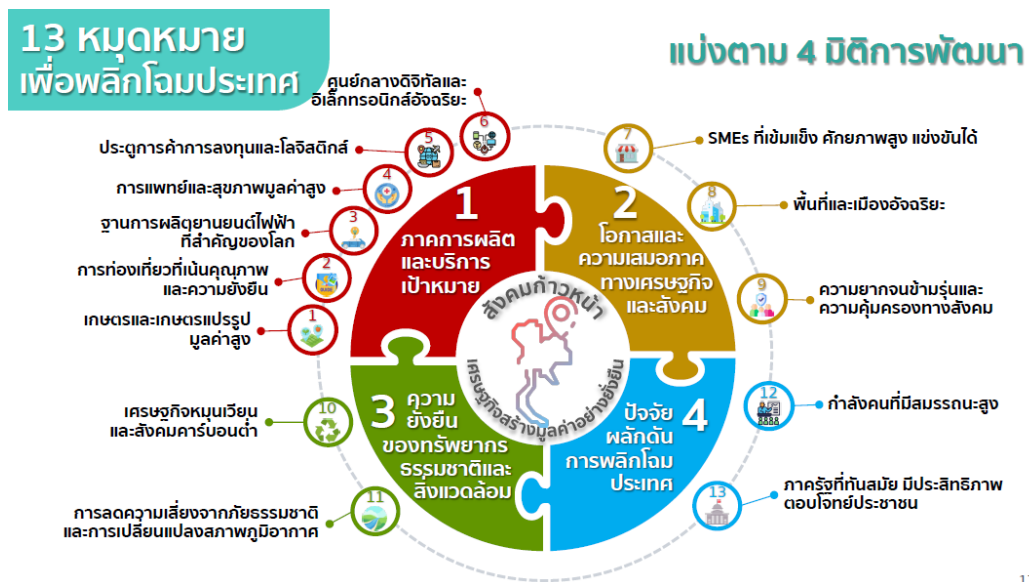 13 หมุดหมาย
เพื่อพลิกโฉมประเทศ
แบ่งตาม 4 มิติการพัฒนา
ศูนย์กลางดิจิทัลและ
อิเล็กทรอนิกส์อัจฉริยะ
6
ประตูการค้าการลงทุนและโลจิสติกส์
5
การแพทย์และสุขภาพมูลค่าสูง
4
ฐานการผลิตยานยนต์ไฟฟ้า
ที่สำคัญของโลก
3
การท่องเที่ยวที่เน้นคุณภาพ
และความยั่งยืน
2
เกษตรและเกษตรแปรรูป
มูลค่าสูง
1
1
ภาคการผลิต
และบริการ
เป้าหมาย
2
โอกาสและ
ความเสมอภาค
ทางเศรษฐกิจ
และสังคม
7
SMEs ที่เข้มแข็ง ศักยภาพสูง แข่งขันได้
8
พื้นที่และเมืองอัจฉริยะ
9
ความยากจนข้ามรุ่นและ
ความคุ้มครองทางสังคม
สังคมก้าวหน้า
เศรษฐกิจสร้างมูลค่าอย่างยั่งยืน
3
ความ
ยั่งยืน
ของทรัพยากร
ธรรมชาติและ
สิ่งแวดล้อม
10
เศรษฐกิจหมุนเวียน
และสังคมคาร์บอนต่ำ
11
การลดความเสี่ยงจากภัยธรรมชาติ
และการเปลี่ยนแปลงสภาพภูมิอากาศ
4
ปัจจัย
ผลักดัน
การพลิกโฉม
ประเทศ
12
กำลังคนที่มีสมรรถนะสูง
13
ภาครัฐที่ทันสมัย มีประสิทธิภาพ
ตอบโจทย์ประชาชน